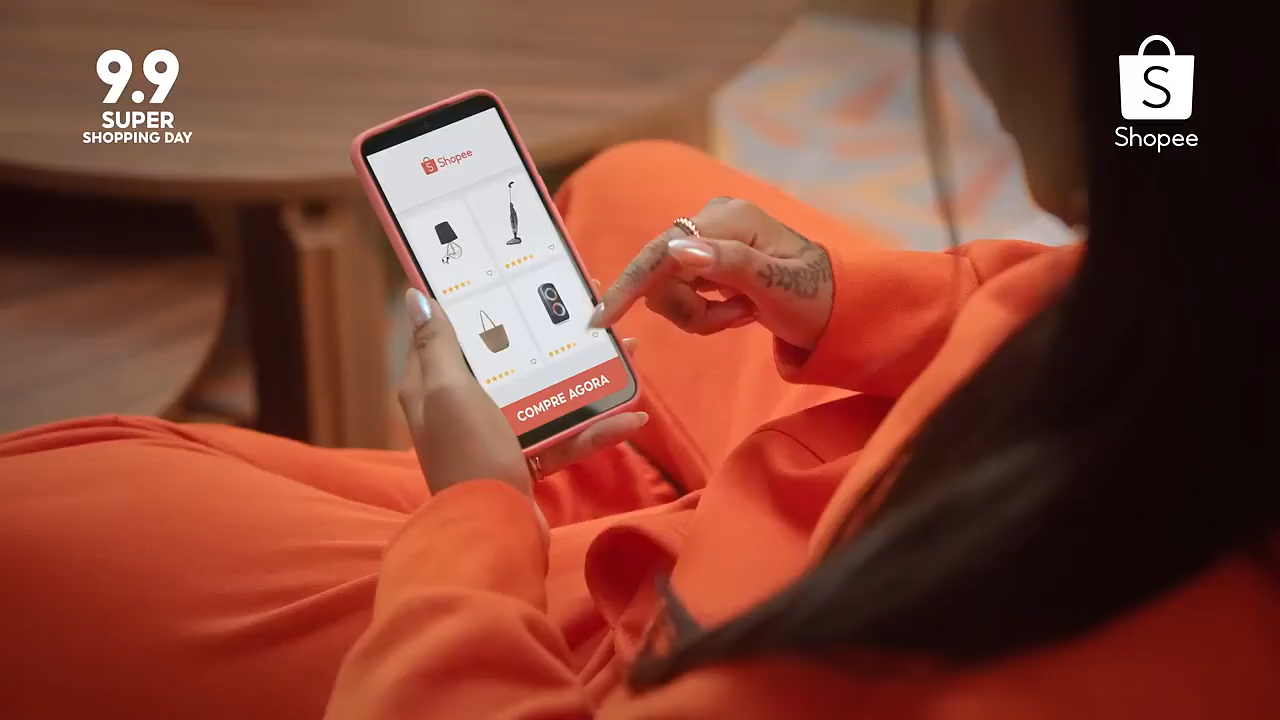 9.9
SUPER
SHOPPING DAY
S
Shopee
S Shopee
COMPRE AGORA